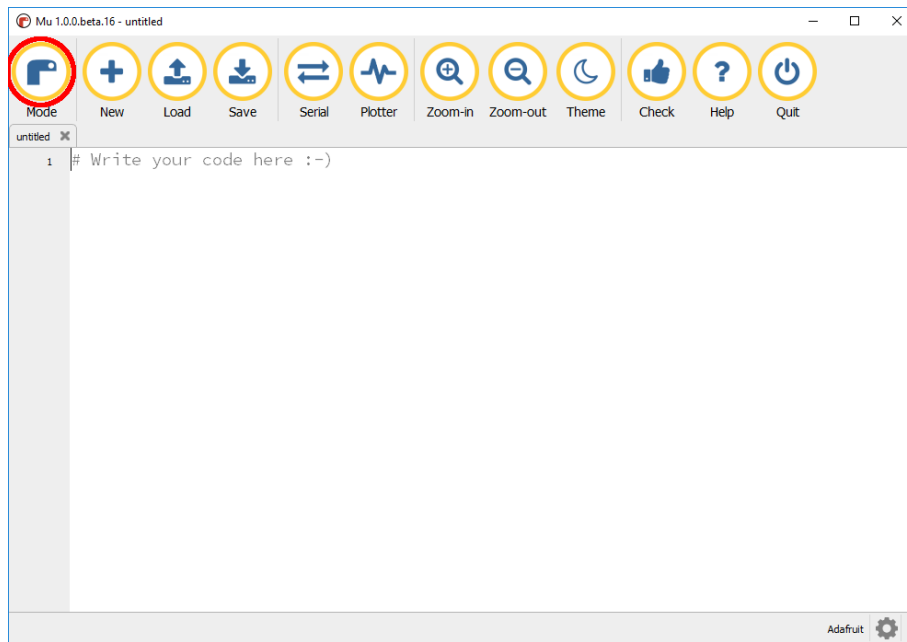 Mu 1.0.0.beta.16 - untitled
Mode New Load Save Serial Plotter Zoom-in Zoom-out Theme Check Help Quit
untitled
1 # Write your code here :-)
Adafruit